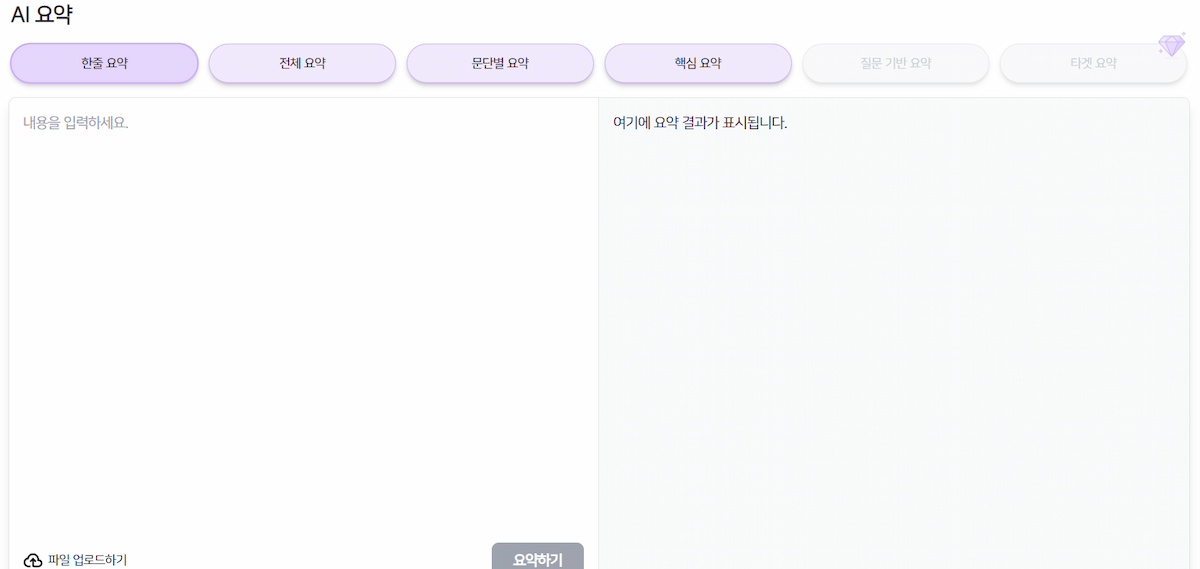 AI 요약
한줄 요약
전체 요약
문단별 요약
핵심 요약
질문 기반 요약
타겟 요약
내용을 입력하세요.
여기에 요약 결과가 표시됩니다.
파일 업로드하기
요약하기